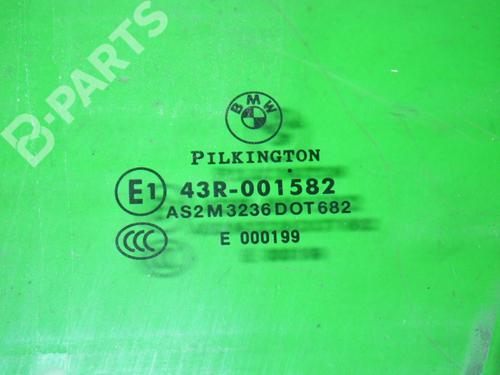 B-PARTS
BMW
PILKINGTON
E1 43R-001582
AS2 M3236 DOT 682
CCC E 000199